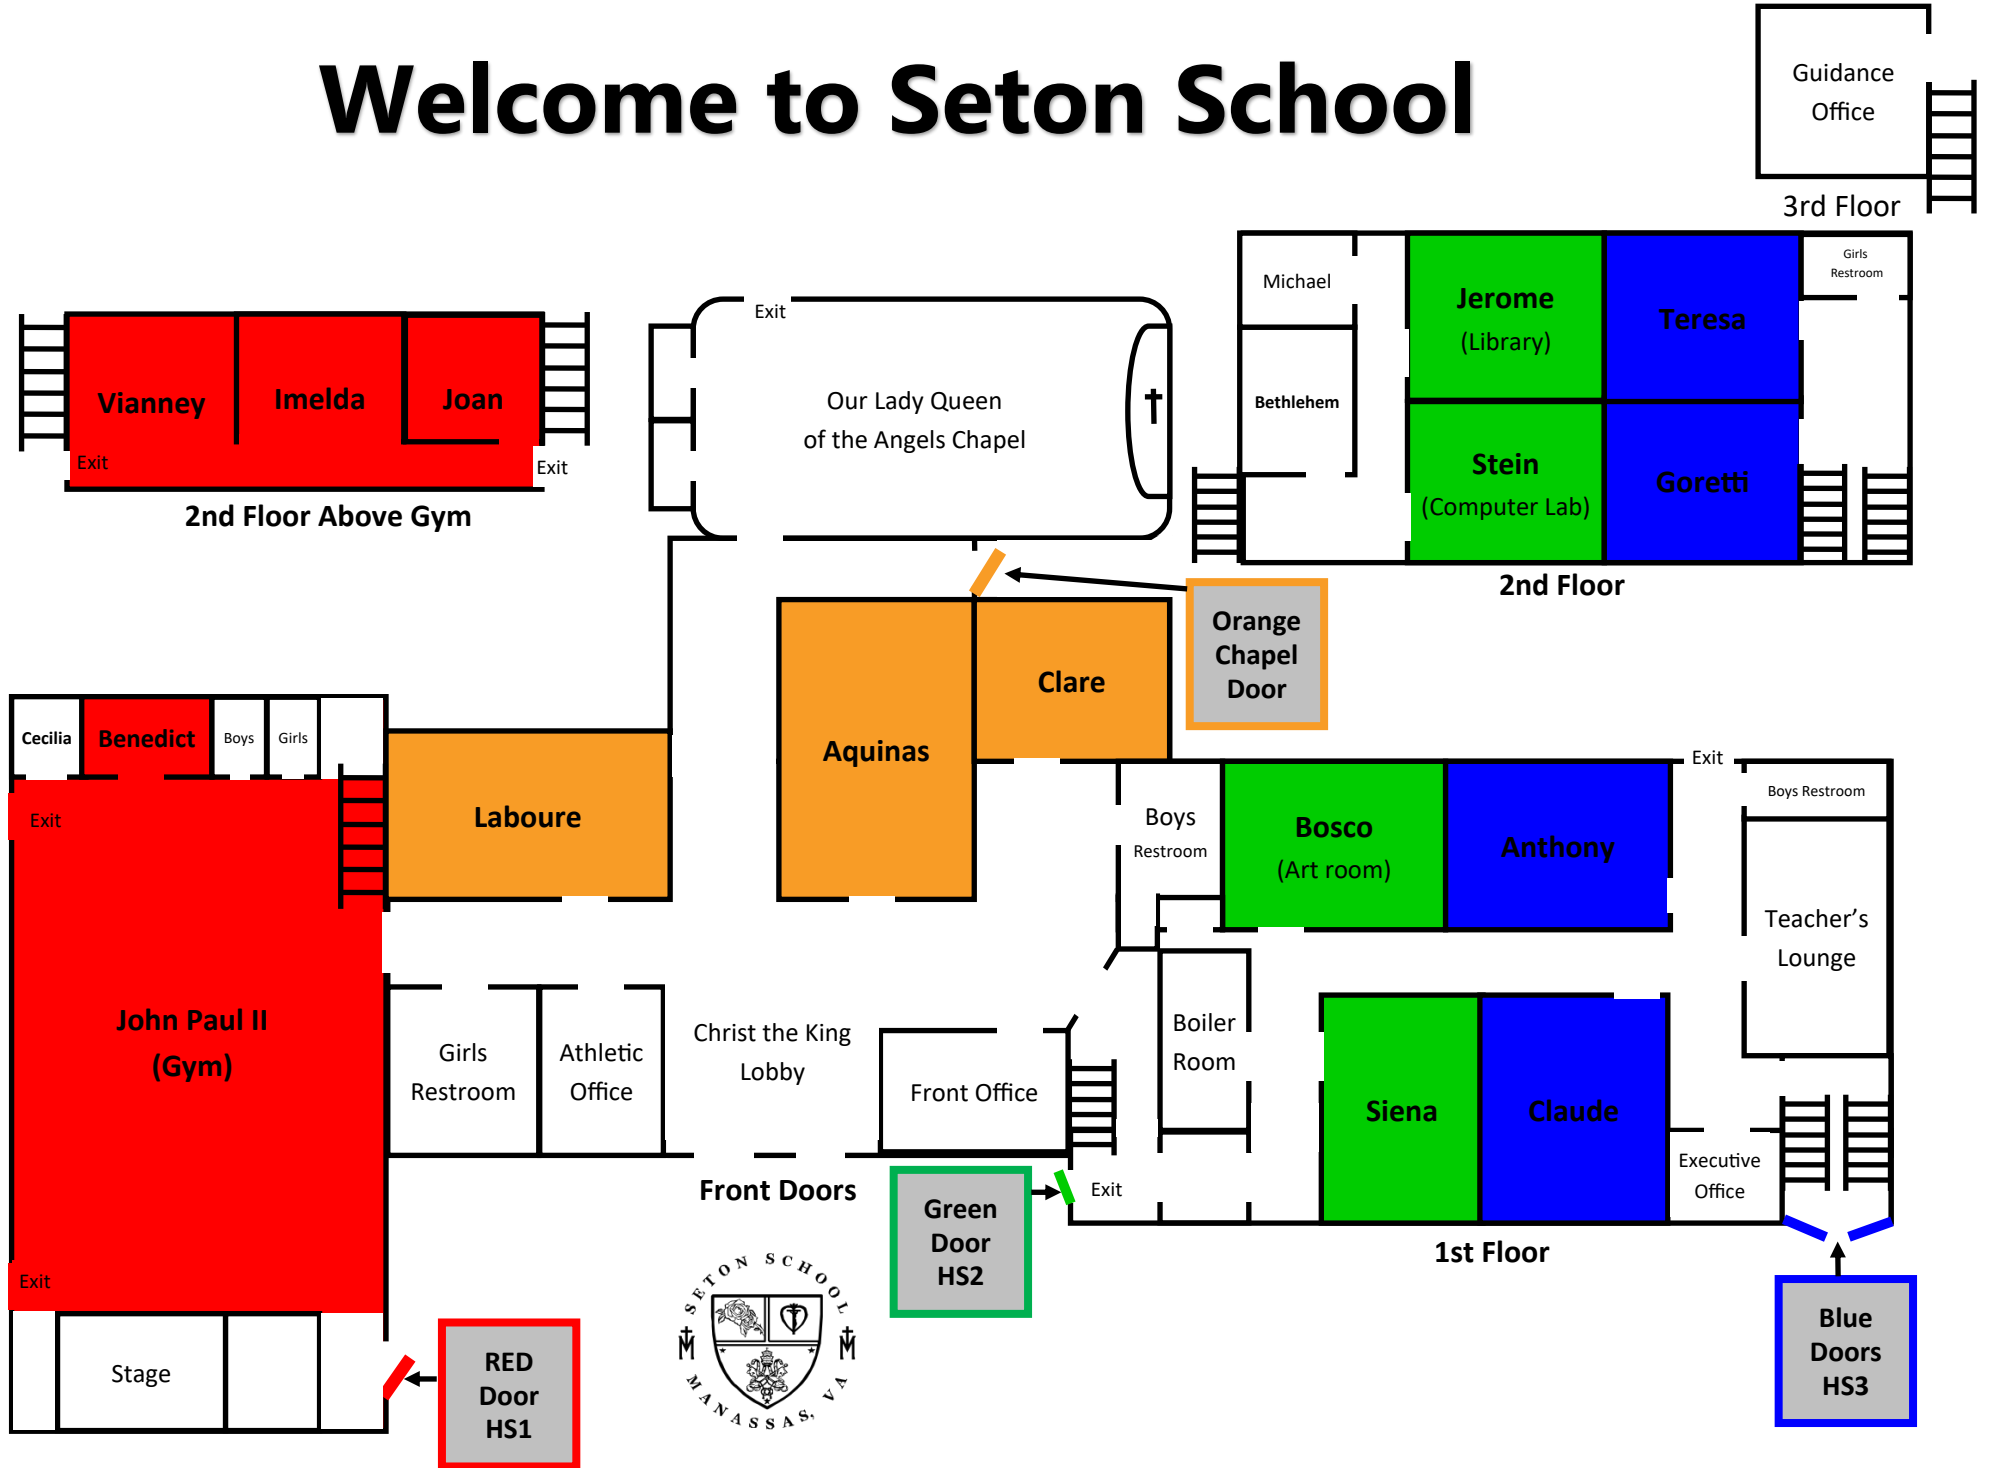 Welcome to Seton School
Guidance
Office
3rd Floor
Michael
Bethlehem
Jerome
(Library)
Teresa
Girls
Restroom
Stein
(Computer Lab)
Goretti
2nd Floor
Vianney
Imelda
Joan
Exit
Exit
2nd Floor Above Gym
Exit
Our Lady Queen
of the Angels Chapel
Orange
Chapel
Door
Aquinas
Clare
Laboure
Cecilia
Benedict
Boys
Girls
Exit
John Paul II
(Gym)
Exit
Stage
RED
Door
HS1
Girls
Restroom
Athletic
Office
Christ the King
Lobby
Front Office
Front Doors
Green
Door
HS2
Exit
Boys
Restroom
Bosco
(Art room)
Anthony
Exit
Boys Restroom
Teacher’s
Lounge
Boiler
Room
Siena
Claude
Executive
Office
1st Floor
Blue
Doors
HS3
SETON SCHOOL
MANASSAS, VA